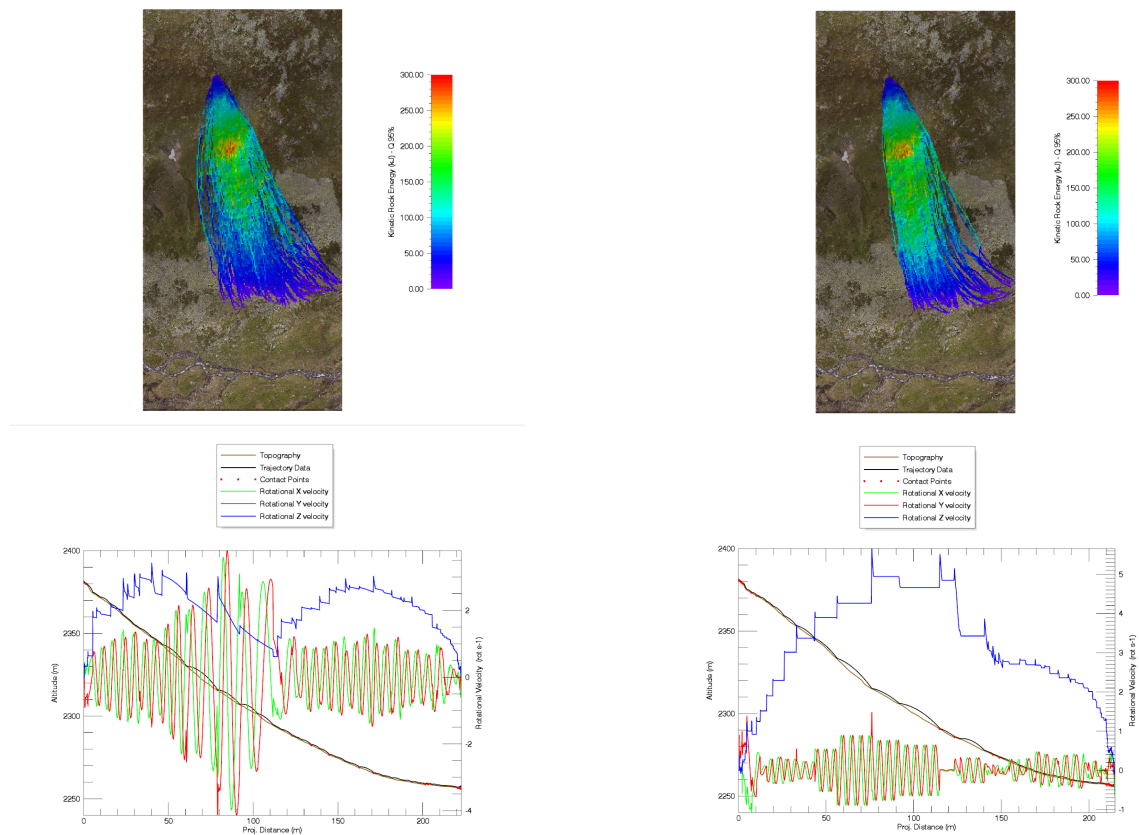 300.00
250.00
200.00
150.00
100.00
50.00
0.00
Kinetic Rock Energy (kJ) - Q 95%
300.00
250.00
200.00
150.00
100.00
50.00
0.00
Kinetic Rock Energy (kJ) - Q 95%
Topography
Trajectory Data
Contact Points
Rotational X velocity
Rotational Y velocity
Rotational Z velocity
2400
2350
2300
2250
Altitude (m)
0
50
100
150
200
Proj. Distance (m)
2
0
-2
-4
Rotational Velocity (rot s-1)
Topography
Trajectory Data
Contact Points
Rotational X velocity
Rotational Y velocity
Rotational Z velocity
2400
2350
2300
2250
Altitude (m)
0
50
100
150
200
Proj. Distance (m)
5
4
3
2
1
0
-1
Rotational Velocity (rot s-1)